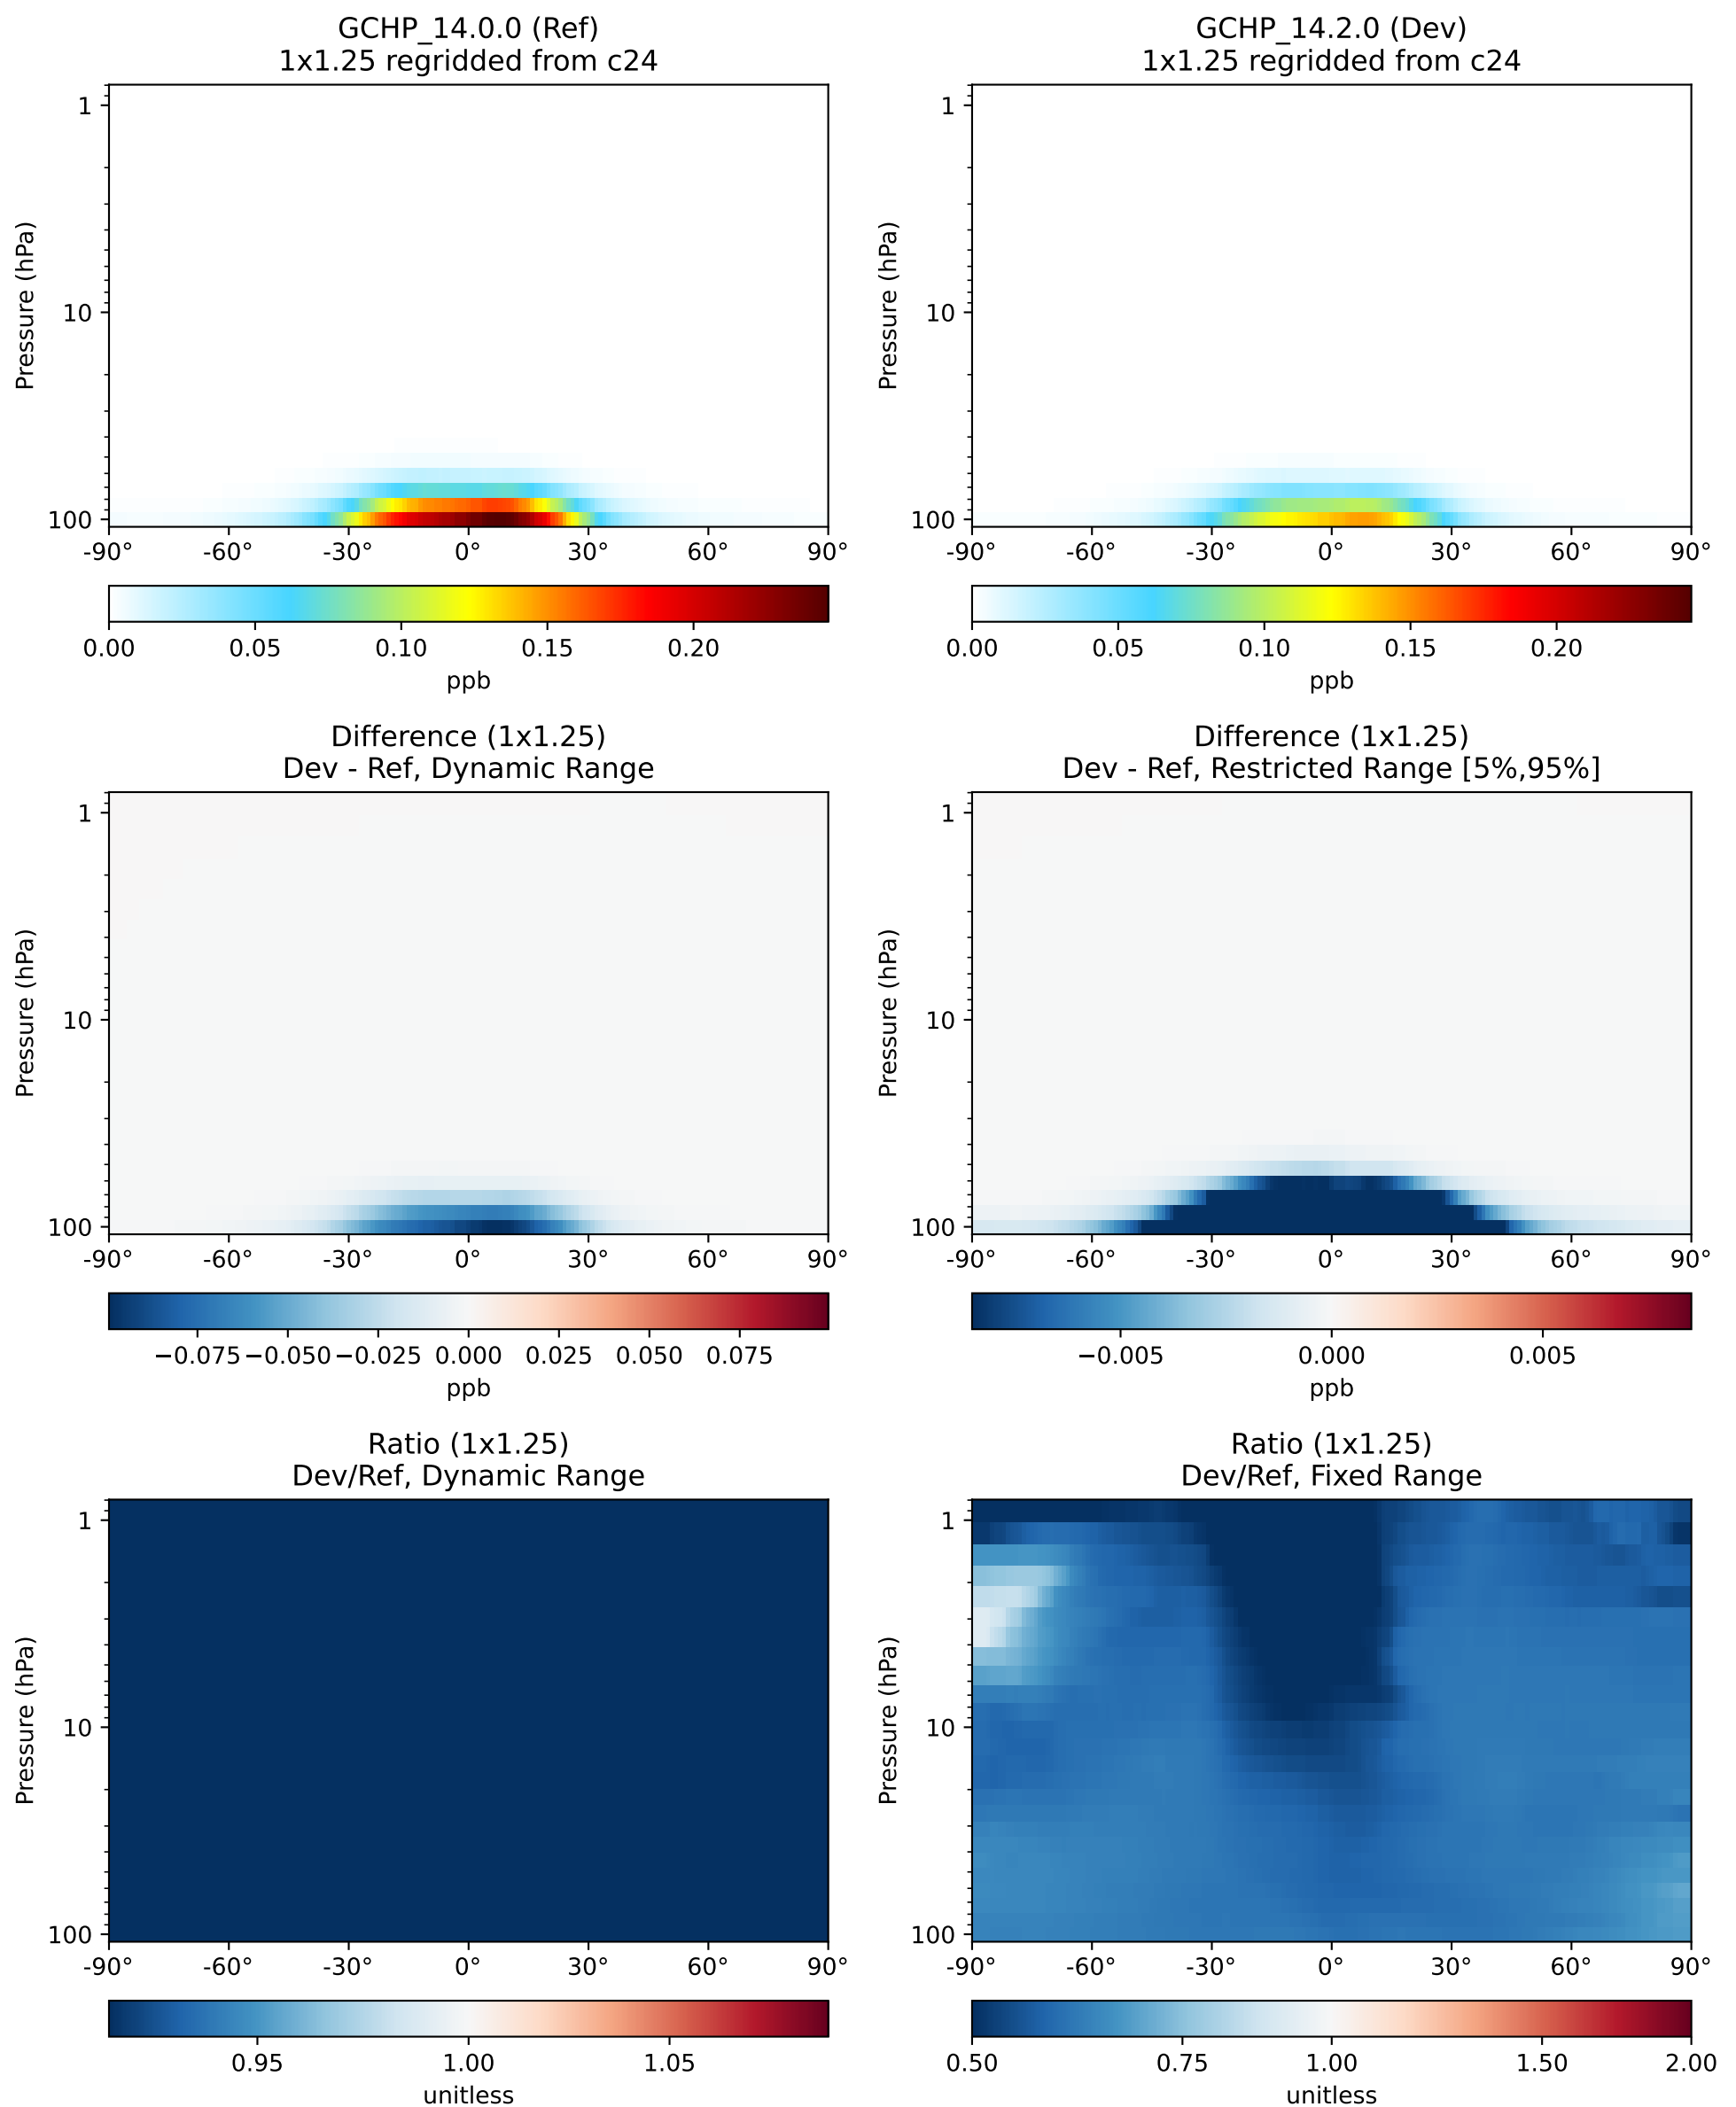 GCHP_14.0.0 (Ref)
1x1.25 regridded from c24
Pressure (hPa)
1
10
100
-90° -60° -30° 0° 30° 60° 90°
0.00 0.05 0.10 0.15 0.20
ppb
GCHP_14.2.0 (Dev)
1x1.25 regridded from c24
Pressure (hPa)
1
10
100
-90° -60° -30° 0° 30° 60° 90°
0.00 0.05 0.10 0.15 0.20
ppb
Difference (1x1.25)
Dev - Ref, Dynamic Range
Pressure (hPa)
1
10
100
-90° -60° -30° 0° 30° 60° 90°
−0.075 −0.050 −0.025 0.000 0.025 0.050 0.075
ppb
Difference (1x1.25)
Dev - Ref, Restricted Range [5%,95%]
Pressure (hPa)
1
10
100
-90° -60° -30° 0° 30° 60° 90°
−0.005 0.000 0.005
ppb
Ratio (1x1.25)
Dev/Ref, Dynamic Range
Pressure (hPa)
1
10
100
-90° -60° -30° 0° 30° 60° 90°
0.95 1.00 1.05
unitless
Ratio (1x1.25)
Dev/Ref, Fixed Range
Pressure (hPa)
1
10
100
-90° -60° -30° 0° 30° 60° 90°
0.50 0.75 1.00 1.50 2.00
unitless